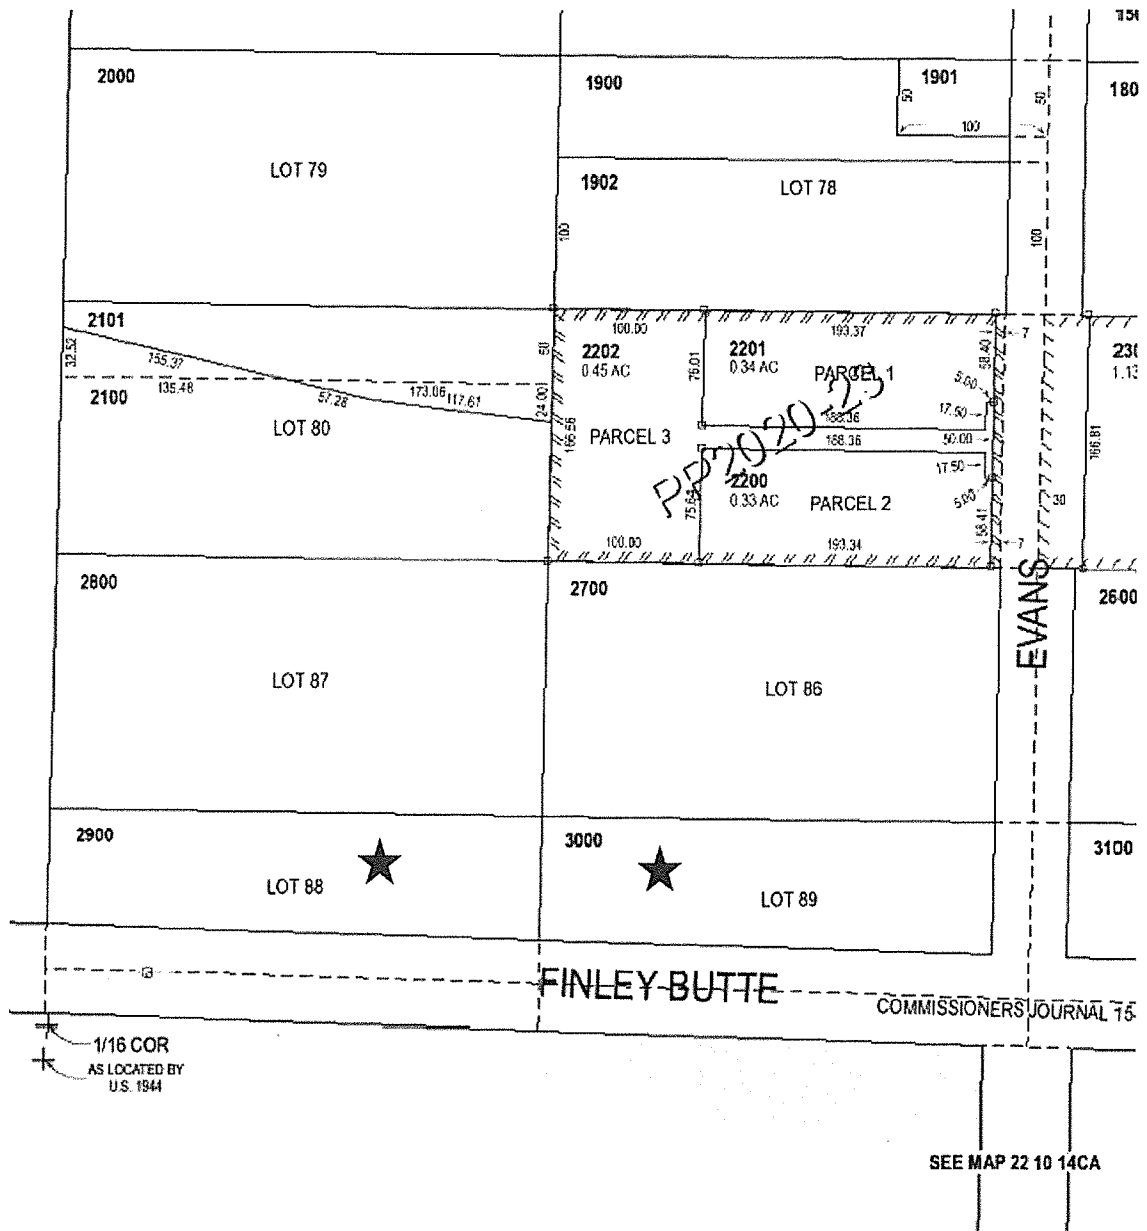 2000
1900
1901
180
50
50
100
LOT 79
1902
LOT 78
100
100
2101
32.52
155.37
135.48
2100
57.28
173.06
117.61
24.00
50
LOT 80
100.00
193.37
7
2202
0.45 AC
2201
0.34 AC
76.01
PARCEL 1
58.40
5.00
230
1.13
17.50
188.36
188.36
50.00
166.56
PARCEL 3
PP2020-23
166.81
17.50
2200
0.33 AC
75.64
PARCEL 2
5.00
30
58.41
100.00
193.34
7
2800
2700
EVANS
2600
LOT 87
LOT 86
2900
3000
3100
LOT 88
LOT 89
FINLEY BUTTE
COMMISSIONERS JOURNAL 15-
1/16 COR
AS LOCATED BY
U.S. 1944
SEE MAP 22 10 14CA